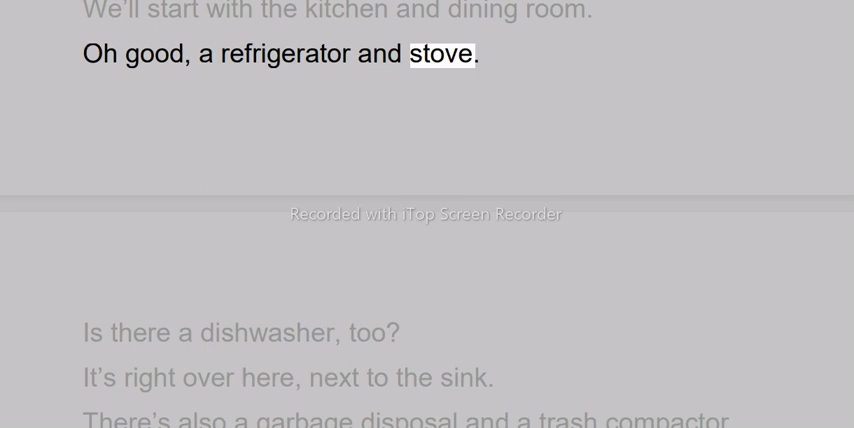 We’ll start with the kitchen and dining room.
Oh good, a refrigerator and stove.
Recorded with iTop Screen Recorder
Is there a dishwasher, too?
It’s right over here, next to the sink.
There’s also a garbage disposal and a trash compactor